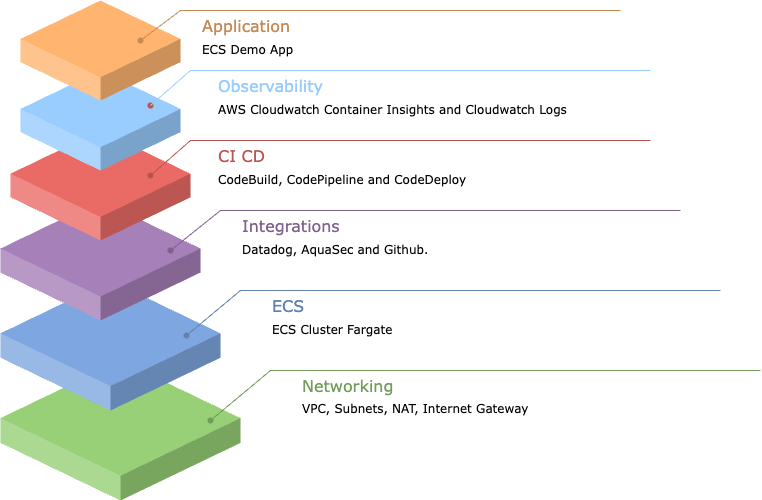 Application
ECS Demo App
Observability
AWS Cloudwatch Container Insights and Cloudwatch Logs
CI CD
CodeBuild, CodePipeline and CodeDeploy
Integrations
Datadog, AquaSec and Github.
ECS
ECS Cluster Fargate
Networking
VPC, Subnets, NAT, Internet Gateway